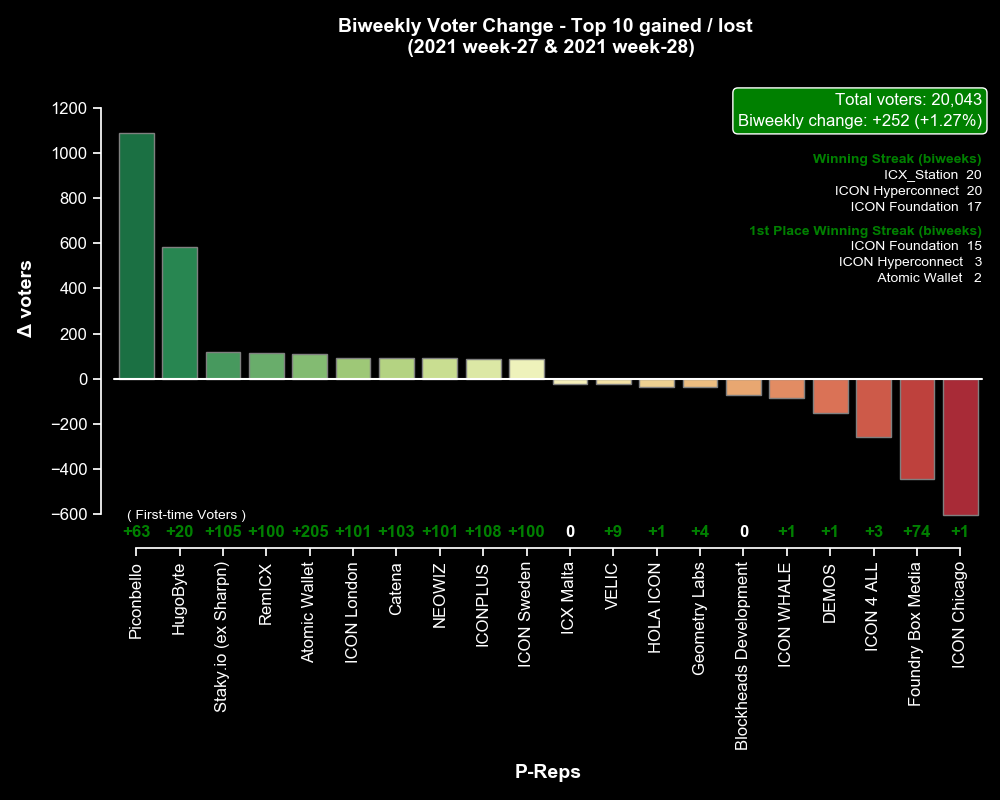 Biweekly Voter Change - Top 10 gained / lost
(2021 week-27 & 2021 week-28)
Total voters: 20,043
Biweekly change: +252 (+1.27%)
Winning Streak (biweeks)
ICX_Station 20
ICON Hyperconnect 20
ICON Foundation 17
1st Place Winning Streak (biweeks)
ICON Foundation 15
ICON Hyperconnect 3
Atomic Wallet 2
Δ voters
1200
1000
800
600
400
200
0
−200
−400
−600
( First-time Voters )
+63 +20 +105 +100 +205 +101 +103 +101 +108 +100 0 +9 +1 +4 0 +1 +1 +3 +74 +1
Piconbello
HugoByte
Staky.io (ex Sharpn)
RemICX
Atomic Wallet
ICON London
Catena
NEOWIZ
ICONPLUS
ICON Sweden
ICX Malta
VELIC
HOLA ICON
Geometry Labs
Blockheads Development
ICON WHALE
DEMOS
ICON 4 ALL
Foundry Box Media
ICON Chicago
P-Reps